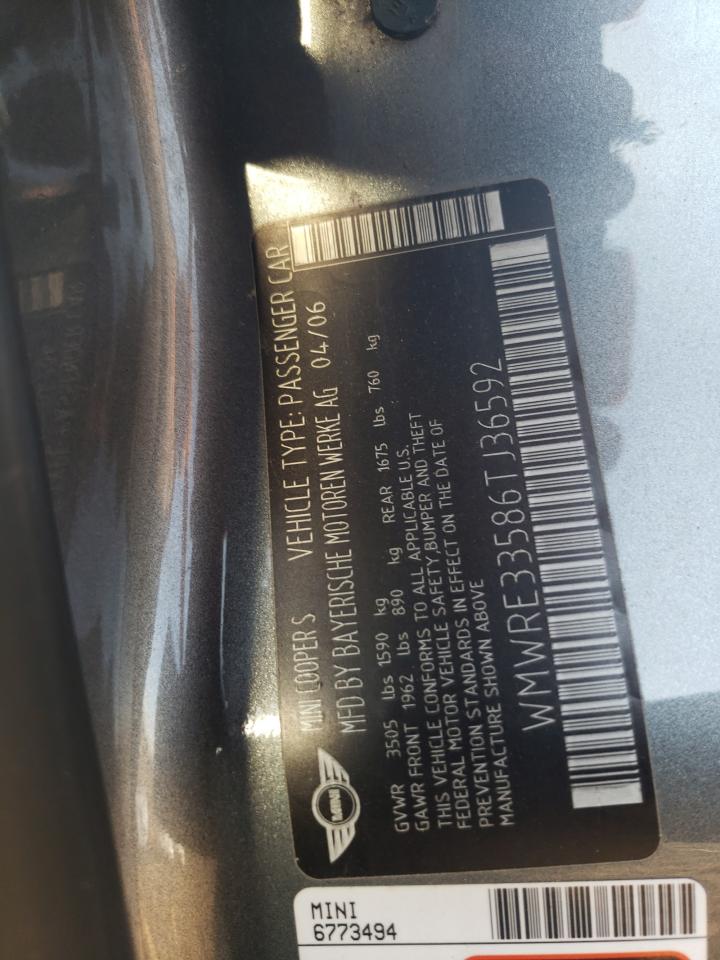 MINI COOPER S VEHICLE TYPE: PASSENGER CAR
MFD BY BAYERISCHE MOTOREN WERKE AG 04/06
MINI
GVWR 3505 lbs 1590 kg
GAWR FRONT 1962 lbs 890 kg REAR 1675 lbs 760 kg
THIS VEHICLE CONFORMS TO ALL APPLICABLE U.S.
FEDERAL MOTOR VEHICLE SAFETY,BUMPER AND THEFT
PREVENTION STANDARDS IN EFFECT ON THE DATE OF
MANUFACTURE SHOWN ABOVE
WMWRE33586TJ36592
MINI
6773494